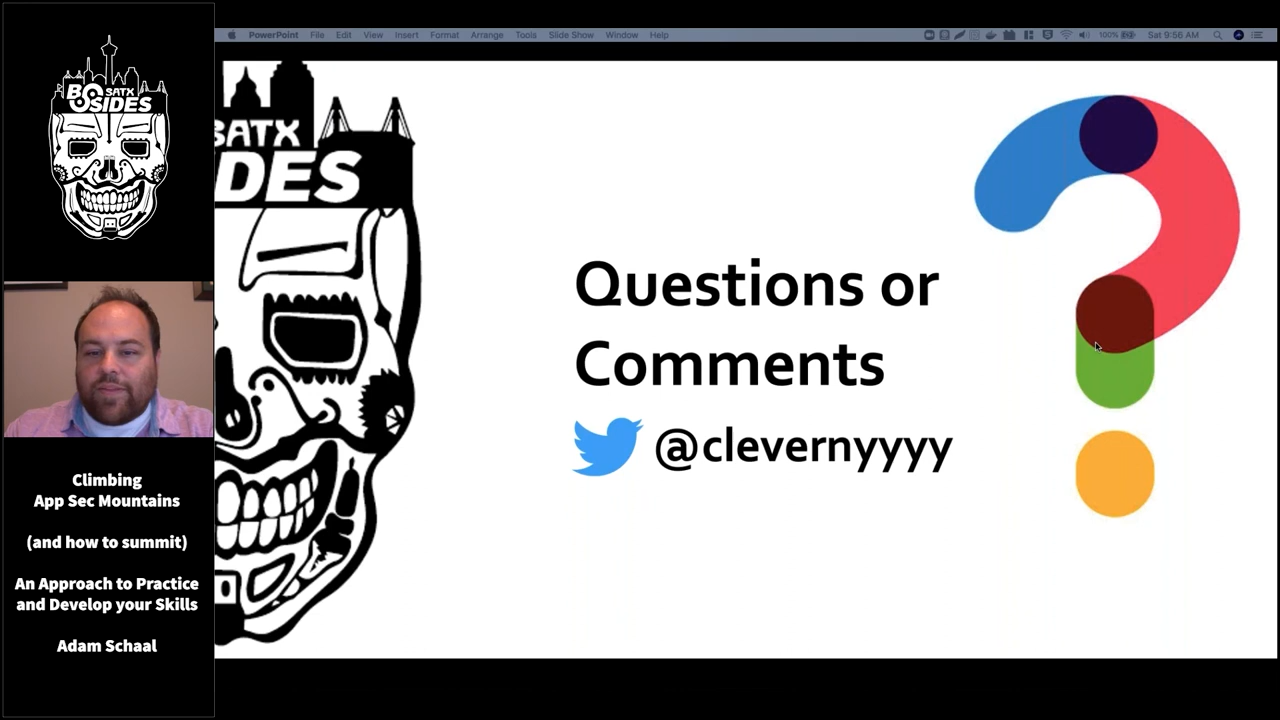 PowerPoint File Edit View Insert Format Arrange Tools Slide Show Window Help 100% Sat 9:56 AM
BSIDES
SATX
SATX
IDES
Questions or
Comments
@clevernyyyy
Climbing
App Sec Mountains
(and how to summit)
An Approach to Practice
and Develop your Skills
Adam Schaal